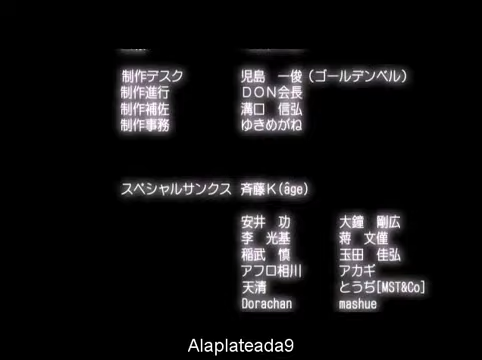 制作デスク 児島 一俊（ゴールデンベル）
制作進行 ＤＯＮ会長
制作補佐 溝口 信弘
制作事務 ゆきめがね
スペシャルサンクス 斉藤Ｋ(âge)
安井 功 大鐘 剛広
李 光基 蒋 文僅
稲武 慎 玉田 佳弘
アフロ相川 アカギ
天清 とうぢ[MST&Co]
Dorachan mashue
Alaplateada9